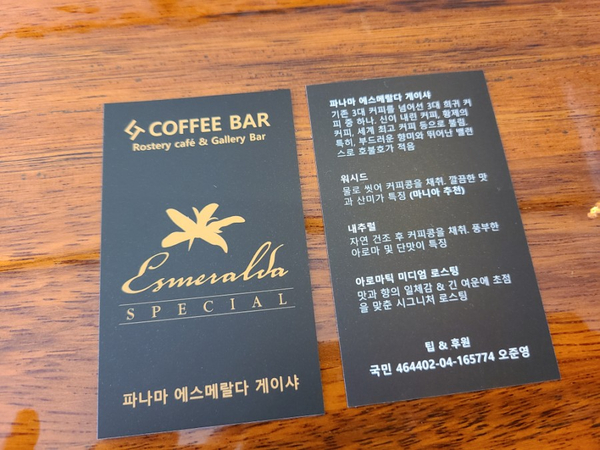 COFFEE BAR
Rostery café & Gallery Bar
Esmeralda
SPECIAL
파나마 에스메랄다 게이샤
파나마 에스메랄다 게이샤
기존 3대 커피를 넘어선 3대 희귀 커
피 중 하나. 신이 내린 커피, 황제의
커피, 세계 최고 커피 등으로 불림.
특히, 부드러운 향미와 뛰어난 밸런
스로 호불호가 적음
워시드
물로 씻어 커피콩을 채취. 깔끔한 맛
과 산미가 특징 (마니아 추천)
내추럴
자연 건조 후 커피콩을 채취. 풍부한
아로마 및 단맛이 특징
아로마틱 미디엄 로스팅
맛과 향의 일체감 & 긴 여운에 초점
을 맞춘 시그니처 로스팅
팁 & 후원
국민 464402-04-165774 오준영